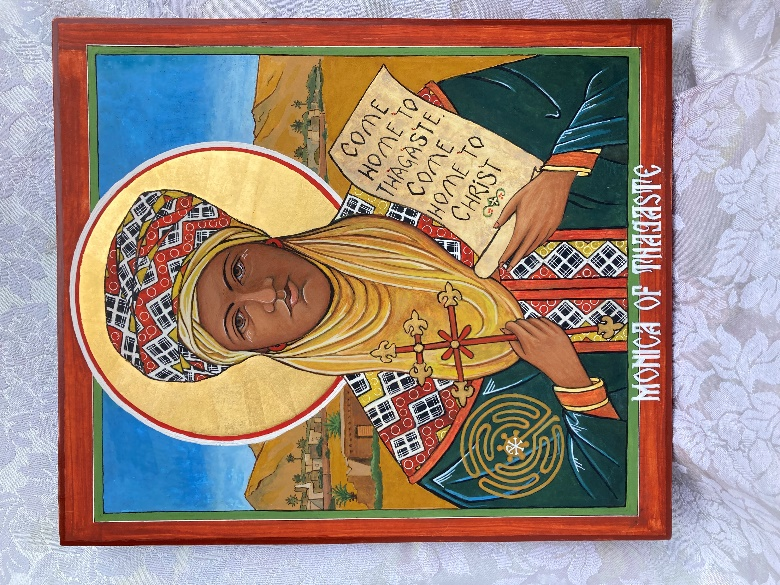 COME
HOME TO
THAGASTE.
COME
HOME TO
CHRIST
MONICA OF THAGASTE